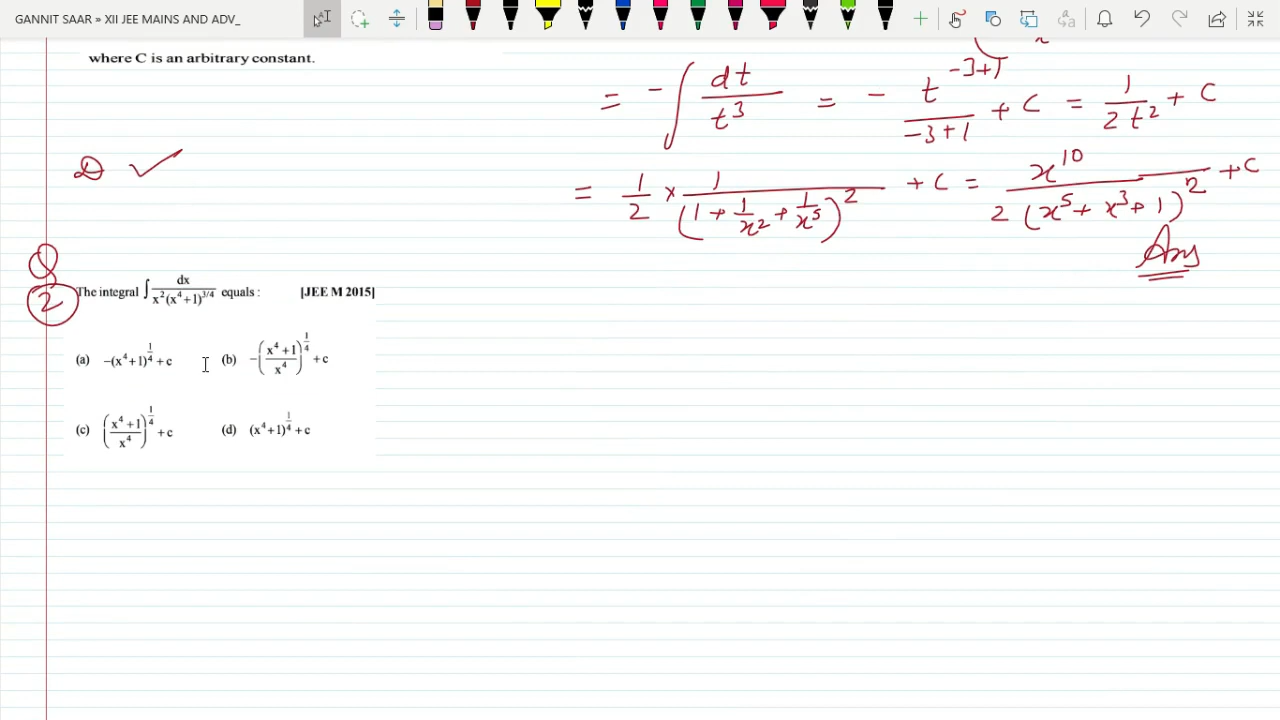 GANNIT SAAR » XII JEE MAINS AND ADV_
where C is an arbitrary constant.
= -∫ dt/t³ = - t^(-3+1)/(-3+1) + C = 1/(2t²) + C
D ✓
= 1/2 × 1/(1 + 1/x² + 1/x⁵)² + C = x¹⁰/(2(x⁵ + x³ + 1)²) + C
Ans
Q
2 The integral ∫ dx/(x²(x⁴+1)^(3/4)) equals : [JEE M 2015]
(a) −(x⁴+1)^(1/4) + c (b) −((x⁴+1)/x⁴)^(1/4) + c
(c) ((x⁴+1)/x⁴)^(1/4) + c (d) (x⁴+1)^(1/4) + c